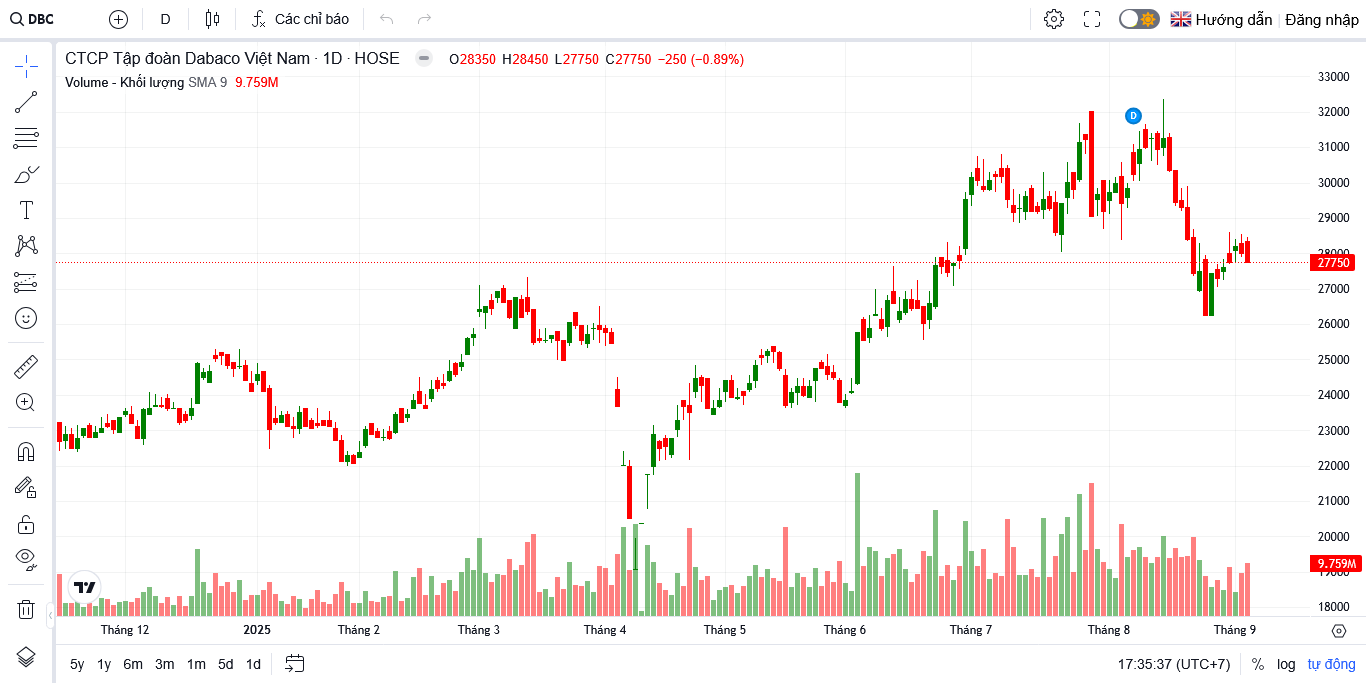 DBC D Các chỉ báo Hướng dẫn Đăng nhập
CTCP Tập đoàn Dabaco Việt Nam · 1D · HOSE O28350 H28450 L27750 C27750 −250 (−0.89%)
Volume - Khối lượng SMA 9 9.759M
33000
32000
D
31000
30000
29000
28000
27750
27000
26000
25000
24000
23000
22000
21000
20000
9.759M
19000
18000
Tháng 12 2025 Tháng 2 Tháng 3 Tháng 4 Tháng 5 Tháng 6 Tháng 7 Tháng 8 Tháng 9
5y 1y 6m 3m 1m 5d 1d 17:35:37 (UTC+7) % log tự động